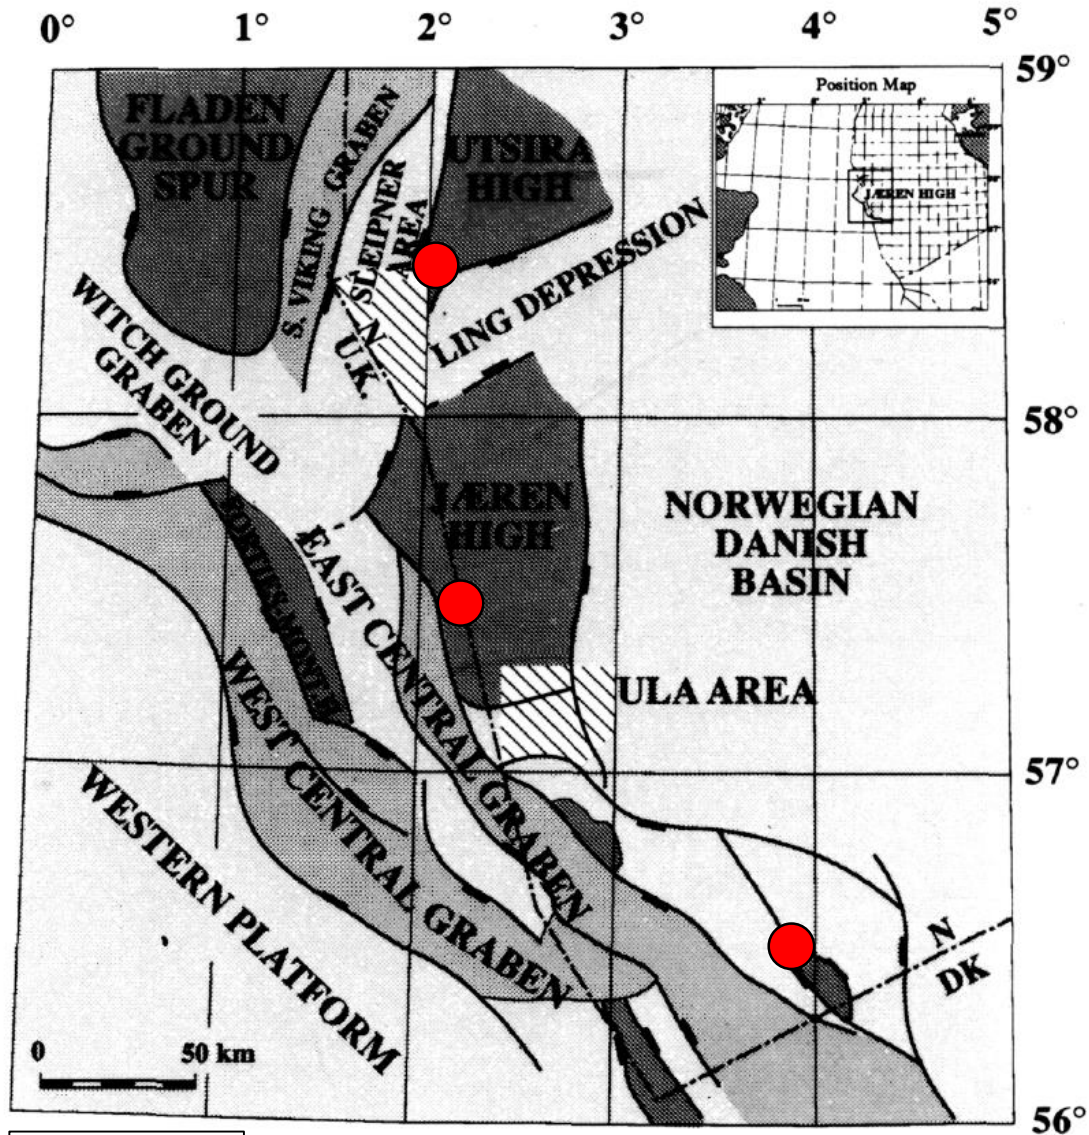 0° 1° 2° 3° 4° 5°
59°
Position Map
JÆREN HIGH
FLADEN
GROUND
SPUR
S. VIKING GRABEN
SLEIPNER
AREA
UTSIRA
HIGH
LING DEPRESSION
N
U.K.
WITCH GROUND
GRABEN
58°
JÆREN
HIGH
NORWEGIAN
DANISH
BASIN
EAST CENTRAL GRABEN
ULA AREA
57°
WEST CENTRAL GRABEN
WESTERN PLATFORM
N
DK
0 50 km
56°